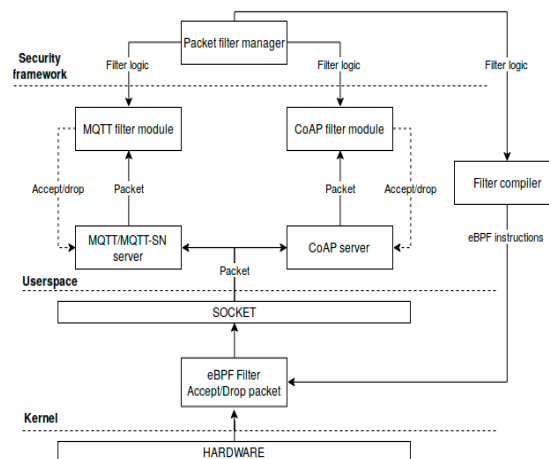 Packet filter manager
Security
framework
Filter logic
Filter logic
Filter logic
MQTT filter module
CoAP filter module
Filter compiler
Accept/drop
Packet
Packet
Accept/drop
MQTT/MQTT-SN
server
CoAP server
eBPF instructions
Packet
Userspace
SOCKET
eBPF Filter
Accept/Drop packet
Kernel
HARDWARE